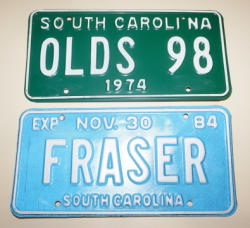 SOUTH CAROLINA
OLDS 98
1974
EXP NOV. 30 84
FRASER
SOUTH CAROLINA